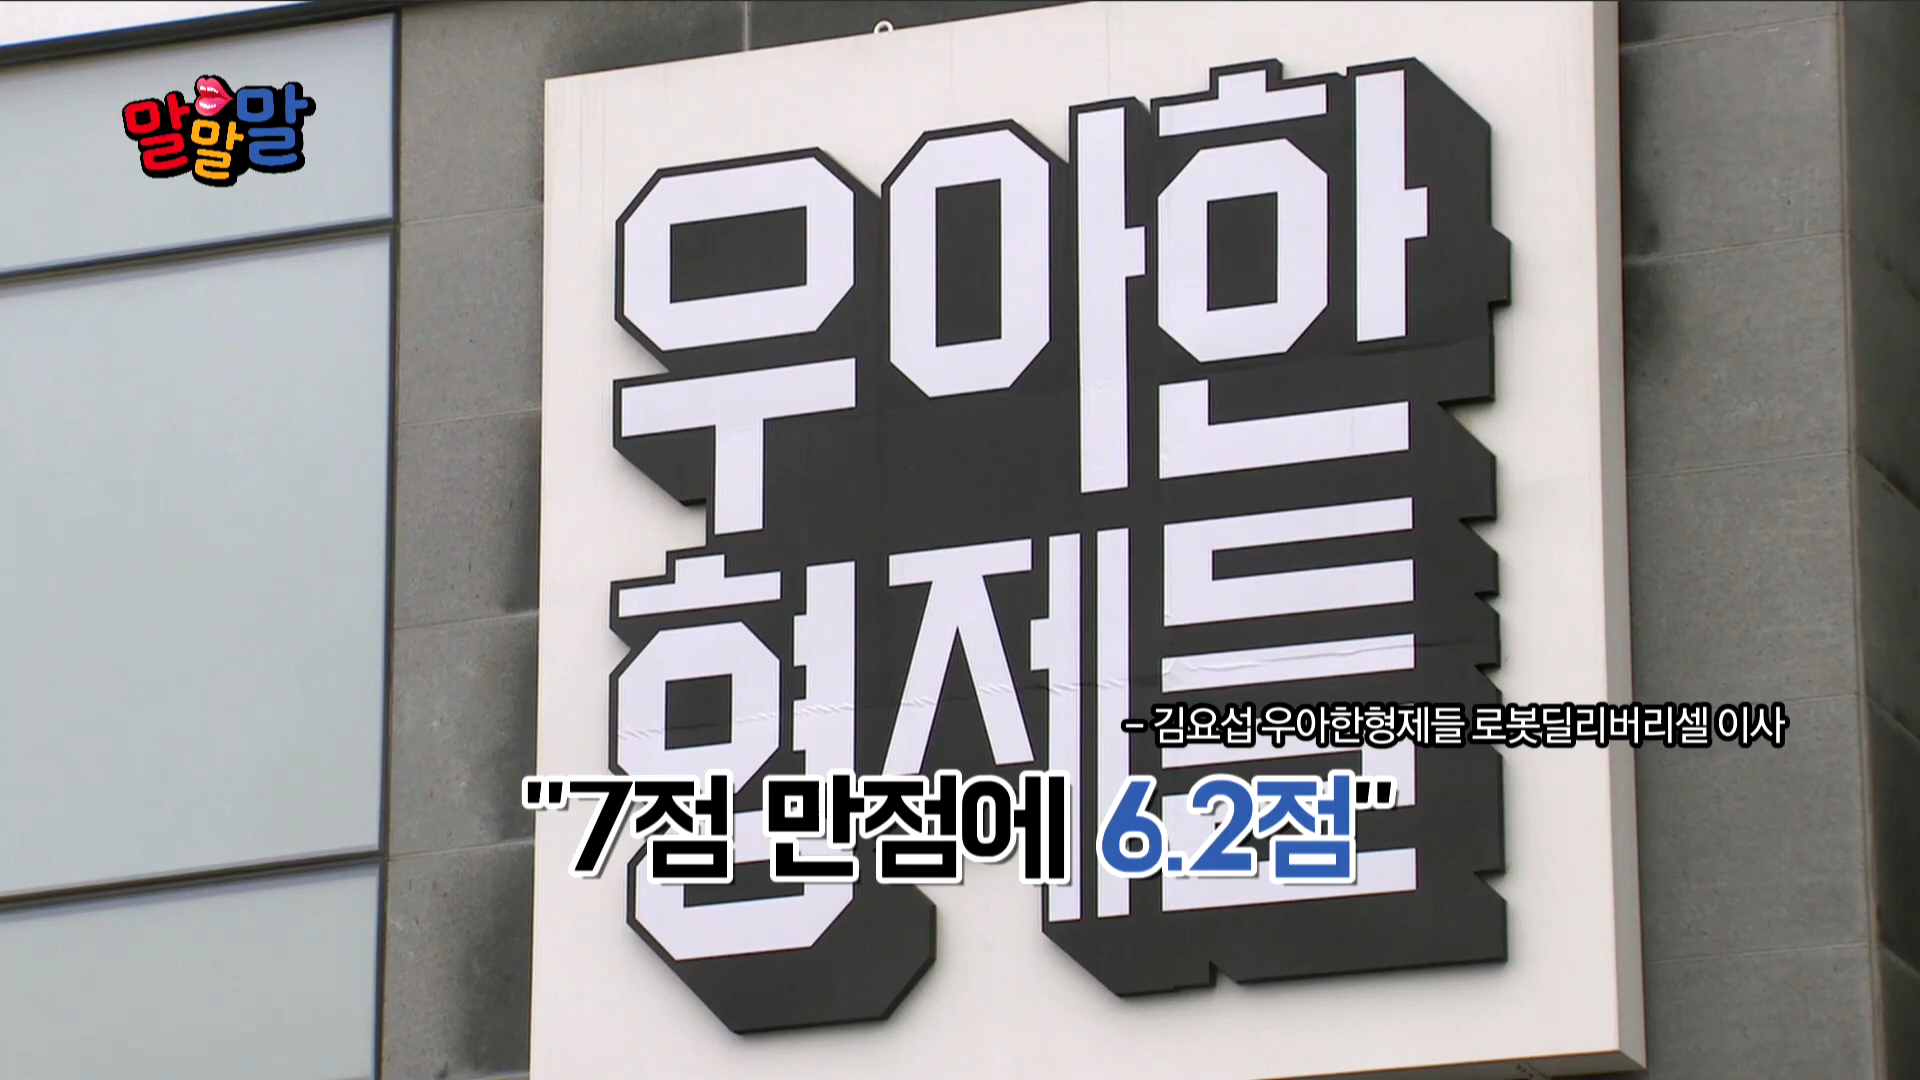 말말말
우아한
형제들
- 김요섭 우아한형제들 로봇딜리버리셀 이사
"7점 만점에 6.2점"